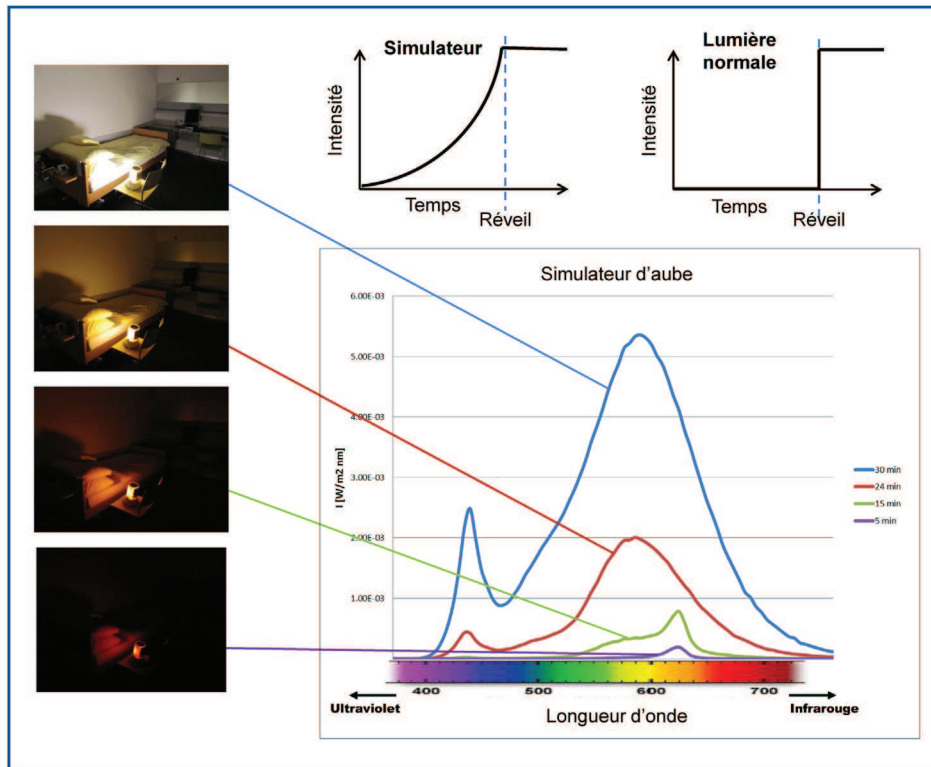 Simulateur
Intensité
Temps
Réveil
Lumière
normale
Intensité
Temps
Réveil
Simulateur d'aube
6.00E-03
5.00E-03
4.00E-03
3.00E-03
2.00E-03
1.00E-03
I [W/m2 nm]
30 min
24 min
15 min
5 min
400 500 600 700
Ultraviolet
Infrarouge
Longueur d'onde